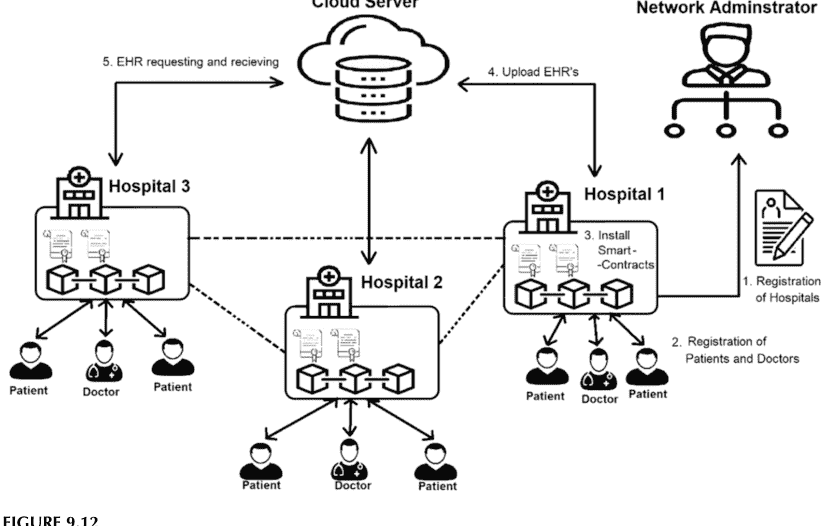 Cloud Server
Network Adminstrator
5. EHR requesting and recieving
4. Upload EHR's
Hospital 3
Hospital 1
3. Install
Smart-
-Contracts
Hospital 2
1. Registration
of Hospitals
2. Registration of
Patients and Doctors
Patient
Doctor
Patient
Patient
Doctor
Patient
Patient
Doctor
Patient
FIGURE 9.12